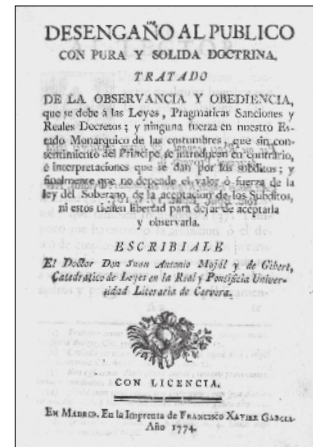 DESENGAÑO AL PUBLICO
CON PURA Y SOLIDA DOCTRINA.
TRATADO
DE LA OBSERVANCIA Y OBEDIENCIA,
que se debe à las Leyes, Pragmaticas Sanciones y
Reales Decretos; y ninguna fuerza en nuestro Es-
tado Monarquico de las costumbres, que sin con-
sentimiento del Principe se introducen en contrario,
è interpretaciones que se dan por los subditos; y
finalmente que no depende el valor ò fuerza de la
ley del Soberano, de la aceptacion de los Subditos,
ni estos tienen libertad para dejar de aceptarla
y observarla.
ESCRIBIALE
El Doctor Don Juan Antonio Mujál y de Gibert,
Catedratico de Leyes en la Real y Pontificia Univer-
sidad Literaria de Cervera.
CON LICENCIA.
EN MADRID. En la Imprenta de FRANCISCO XAVIER GARCIA.
Año 1774.